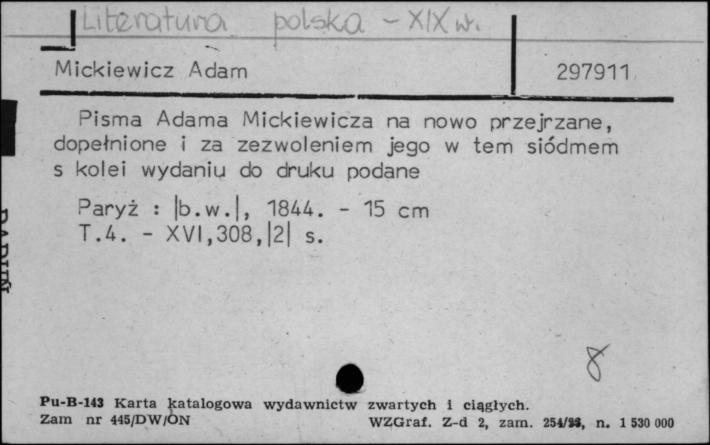 Literatura polska - XIX w.
Mickiewicz Adam 297911
Pisma Adama Mickiewicza na nowo przejrzane,
dopełnione i za zezwoleniem jego w tem siódmem
s kolei wydaniu do druku podane
Paryż : |b.w.|, 1844. - 15 cm
T.4. - XVI,308,|2| s.
8
Pu-B-143 Karta katalogowa wydawnictw zwartych i ciągłych.
Zam nr 445/DW/ON WZGraf. Z-d 2, zam. n. 1 530 000